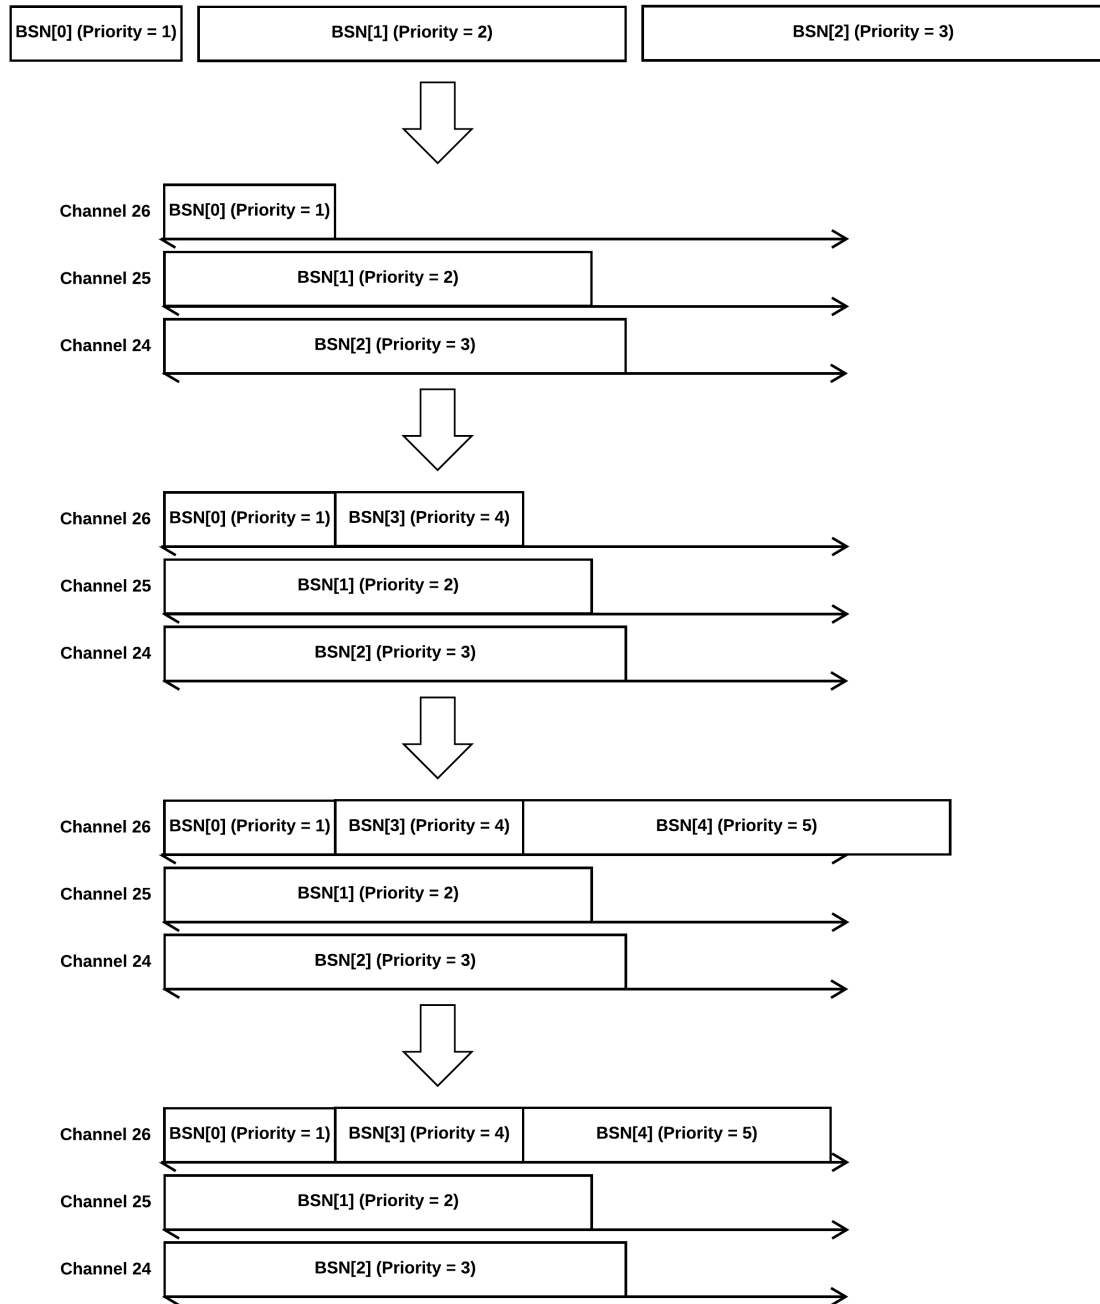 BSN[0] (Priority = 1) BSN[1] (Priority = 2) BSN[2] (Priority = 3)
Channel 26 BSN[0] (Priority = 1)
Channel 25 BSN[1] (Priority = 2)
Channel 24 BSN[2] (Priority = 3)
Channel 26 BSN[0] (Priority = 1) BSN[3] (Priority = 4)
Channel 25 BSN[1] (Priority = 2)
Channel 24 BSN[2] (Priority = 3)
Channel 26 BSN[0] (Priority = 1) BSN[3] (Priority = 4) BSN[4] (Priority = 5)
Channel 25 BSN[1] (Priority = 2)
Channel 24 BSN[2] (Priority = 3)
Channel 26 BSN[0] (Priority = 1) BSN[3] (Priority = 4) BSN[4] (Priority = 5)
Channel 25 BSN[1] (Priority = 2)
Channel 24 BSN[2] (Priority = 3)